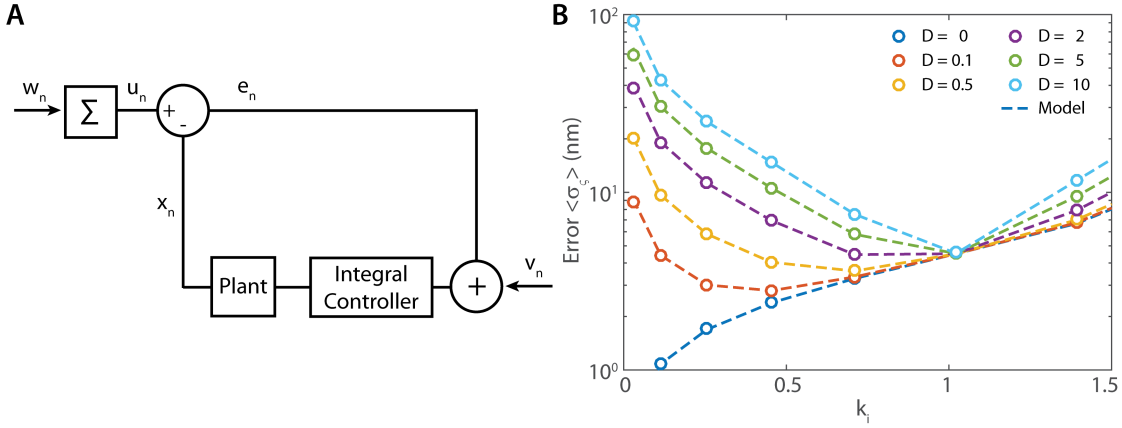 A
w_n
Σ
u_n
+
-
e_n
x_n
Plant
Integral
Controller
+
v_n
B
Error <σ_ς> (nm)
10^2
10^1
10^0
0
0.5
1
1.5
k_i
D = 0
D = 0.1
D = 0.5
D = 2
D = 5
D = 10
Model